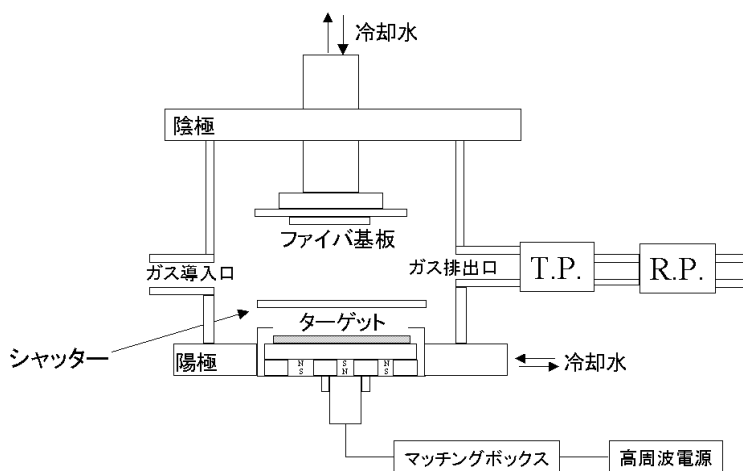 冷却水
陰極
ファイバ基板
ガス導入口
ガス排出口
T.P.
R.P.
ターゲット
シャッター
陽極
N S N
S N S
冷却水
マッチングボックス
高周波電源